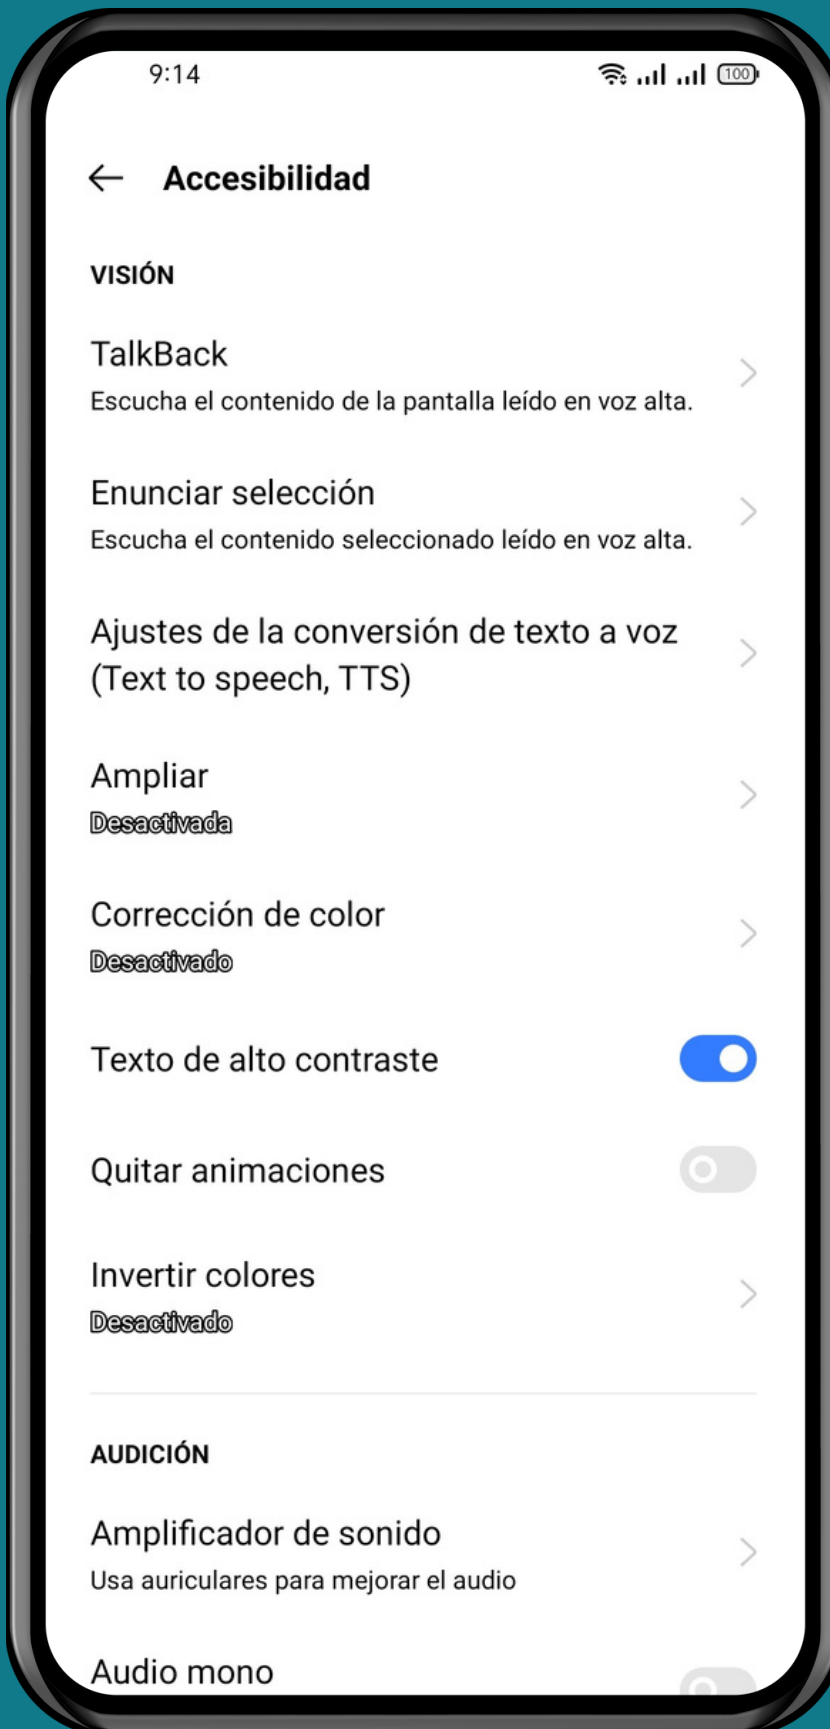 9:14
100
Accesibilidad
VISIÓN
TalkBack
Escucha el contenido de la pantalla leído en voz alta.
Enunciar selección
Escucha el contenido seleccionado leído en voz alta.
Ajustes de la conversión de texto a voz
(Text to speech, TTS)
Ampliar
Desactivada
Corrección de color
Desactivado
Texto de alto contraste
Quitar animaciones
Invertir colores
Desactivado
AUDICIÓN
Amplificador de sonido
Usa auriculares para mejorar el audio
Audio mono